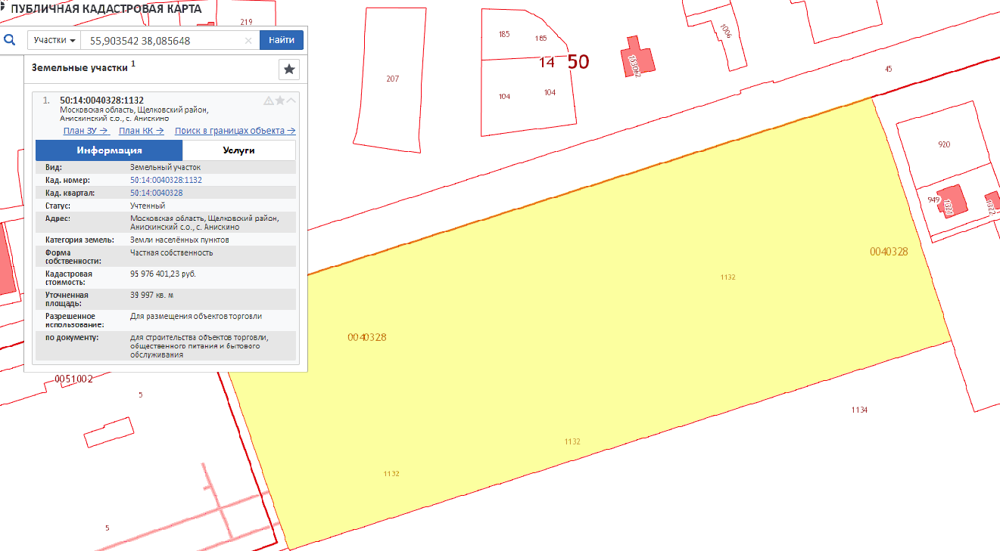 ПУБЛИЧНАЯ КАДАСТРОВАЯ КАРТА
Участки
55,903542 38,085648
Найти
Земельные участки 1
1. 50:14:0040328:1132
Московская область, Щелковский район,
Анискинский с.о., с. Анискино
План ЗУ → План КК → Поиск в границах объекта →
Информация Услуги
Вид: Земельный участок
Кад. номер: 50:14:0040328:1132
Кад. квартал: 50:14:0040328
Статус: Учтенный
Адрес: Московская область, Щелковский район,
Анискинский с.о., с. Анискино
Категория земель: Земли населённых пунктов
Форма собственности: Частная собственность
Кадастровая стоимость: 95 976 401,23 руб.
Уточненная площадь: 39 997 кв. м
Разрешенное использование: Для размещения объектов торговли
по документу: для строительства объектов торговли,
общественного питания и бытового
обслуживания
219
207
185 185
14 50
104 104
153062
1006
45
920
949
1321
1322
0040328
1132
0040328
0051002
5
1134
1132
1132
5